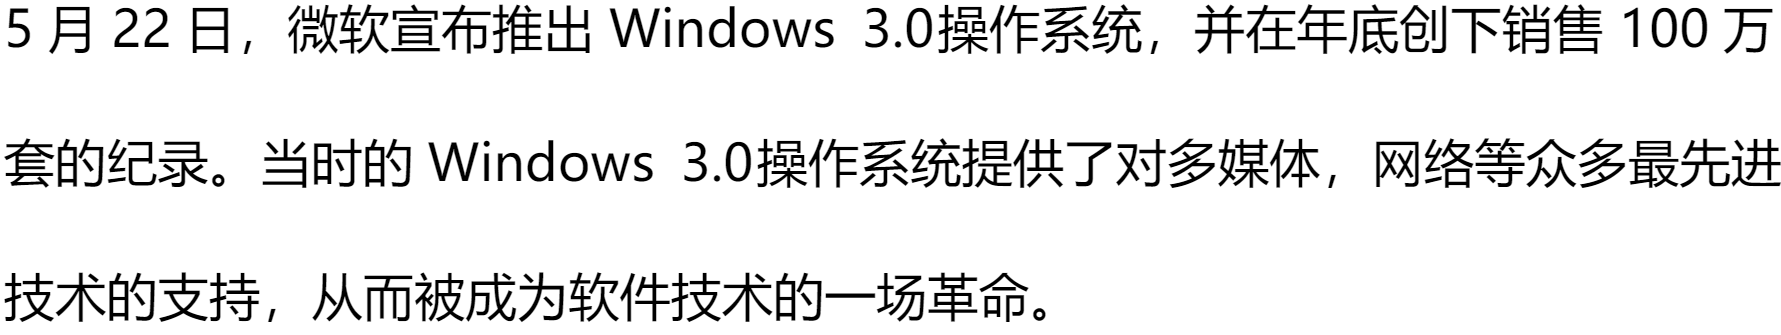 5 月 22 日，微软宣布推出 Windows  3.0操作系统，并在年底创下销售 100 万
套的纪录。当时的 Windows  3.0操作系统提供了对多媒体，网络等众多最先进
技术的支持，从而被成为软件技术的一场革命。